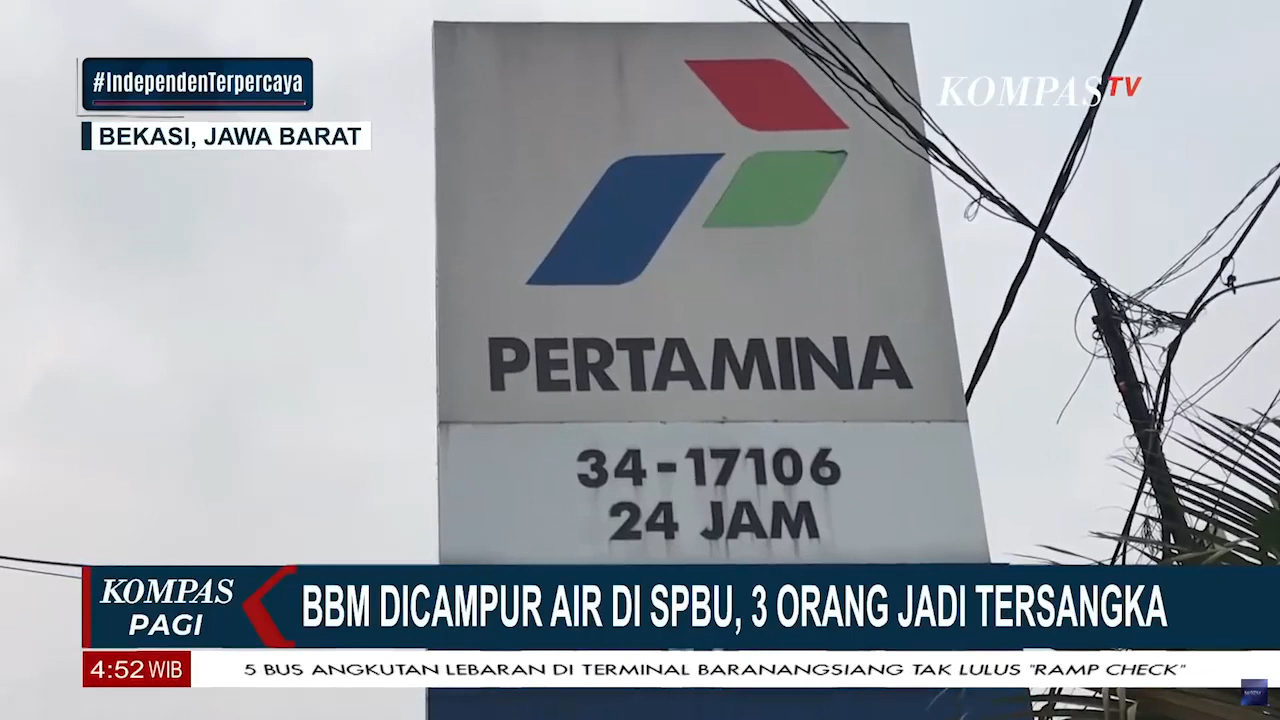 #IndependenTerpercaya
BEKASI, JAWA BARAT
KOMPASTV
PERTAMINA
34-17106
24 JAM
KOMPAS
PAGI
BBM DICAMPUR AIR DI SPBU, 3 ORANG JADI TERSANGKA
4:52 WIB
5 BUS ANGKUTAN LEBARAN DI TERMINAL BARANANGSIANG TAK LULUS "RAMP CHECK"